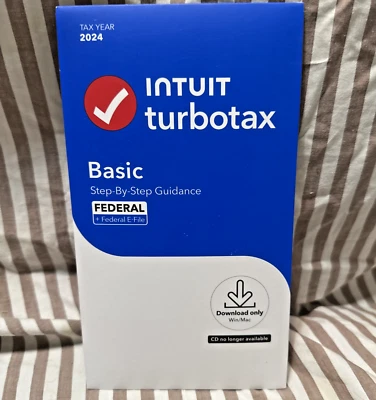 TAX YEAR
2024
INTUIT
turbotax
Basic
Step-By-Step Guidance
FEDERAL
+ Federal E-File
Download only
Win/Mac
CD no longer available